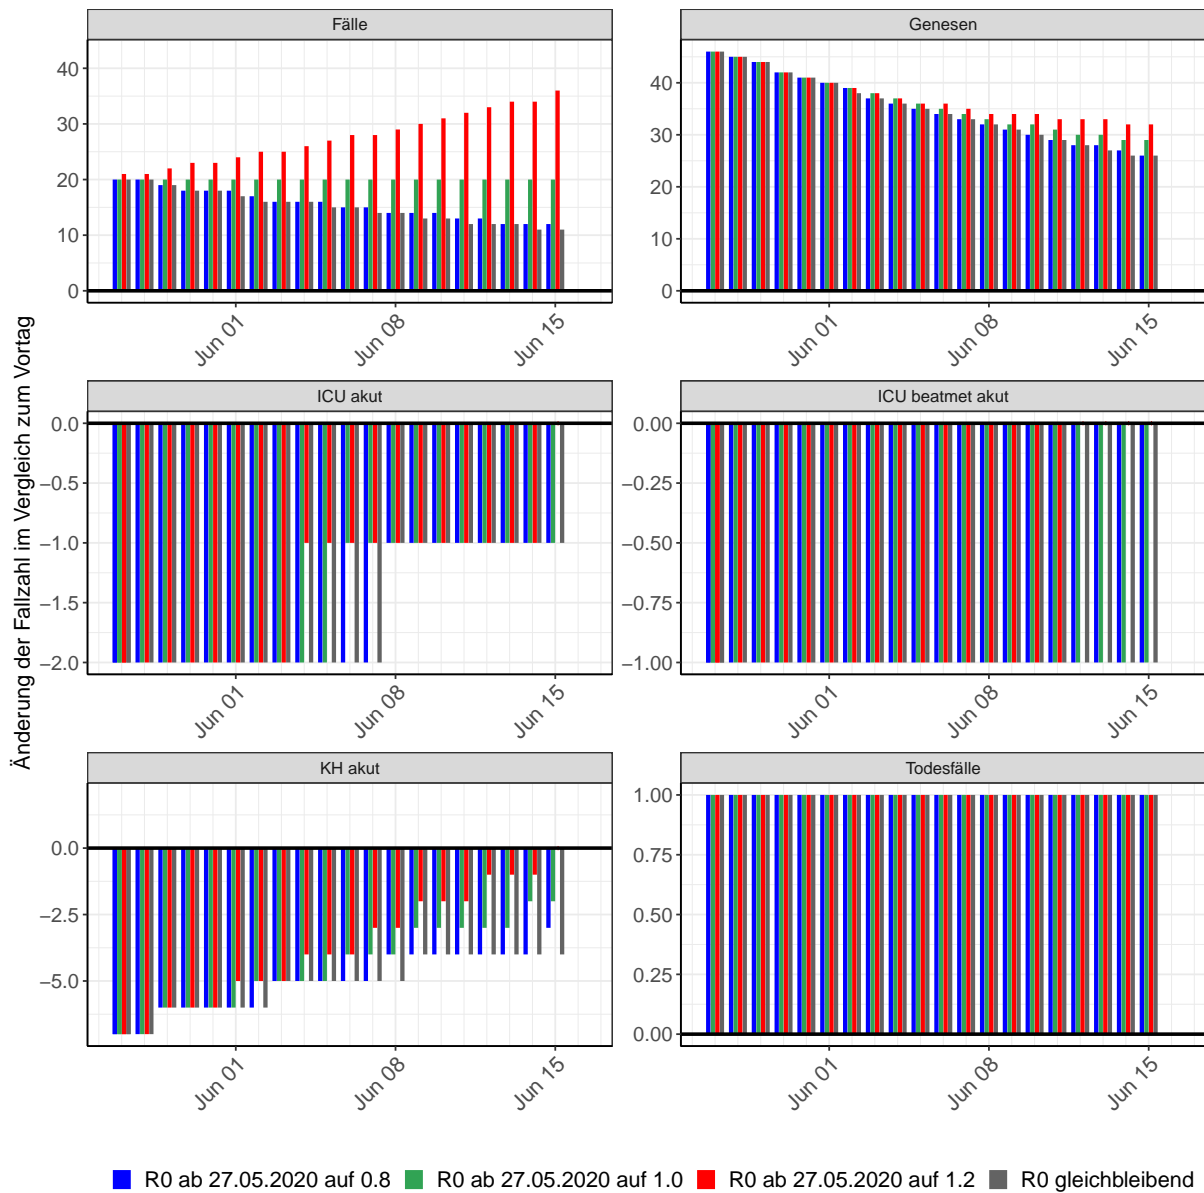 Fälle
Genesen
40
30
20
10
0
Jun 01
Jun 08
Jun 15
40
30
20
10
0
Jun 01
Jun 08
Jun 15
Änderung der Fallzahl im Vergleich zum Vortag
ICU akut
ICU beatmet akut
0.0
−0.5
−1.0
−1.5
−2.0
Jun 01
Jun 08
Jun 15
0.00
−0.25
−0.50
−0.75
−1.00
Jun 01
Jun 08
Jun 15
KH akut
Todesfälle
0.0
−2.5
−5.0
Jun 01
Jun 08
Jun 15
1.00
0.75
0.50
0.25
0.00
Jun 01
Jun 08
Jun 15
R0 ab 27.05.2020 auf 0.8 R0 ab 27.05.2020 auf 1.0 R0 ab 27.05.2020 auf 1.2 R0 gleichbleibend